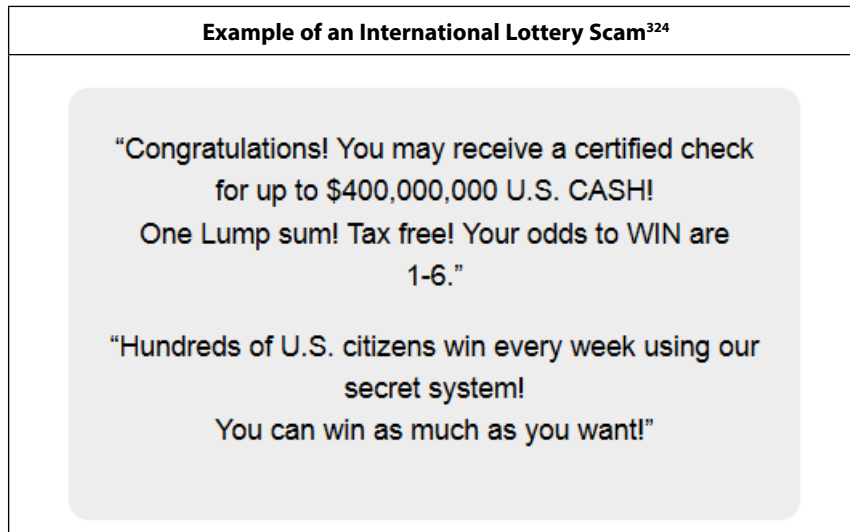 Example of an International Lottery Scam324
“Congratulations! You may receive a certified check
for up to $400,000,000 U.S. CASH!
One Lump sum! Tax free! Your odds to WIN are
1-6.”
“Hundreds of U.S. citizens win every week using our
secret system!
You can win as much as you want!”